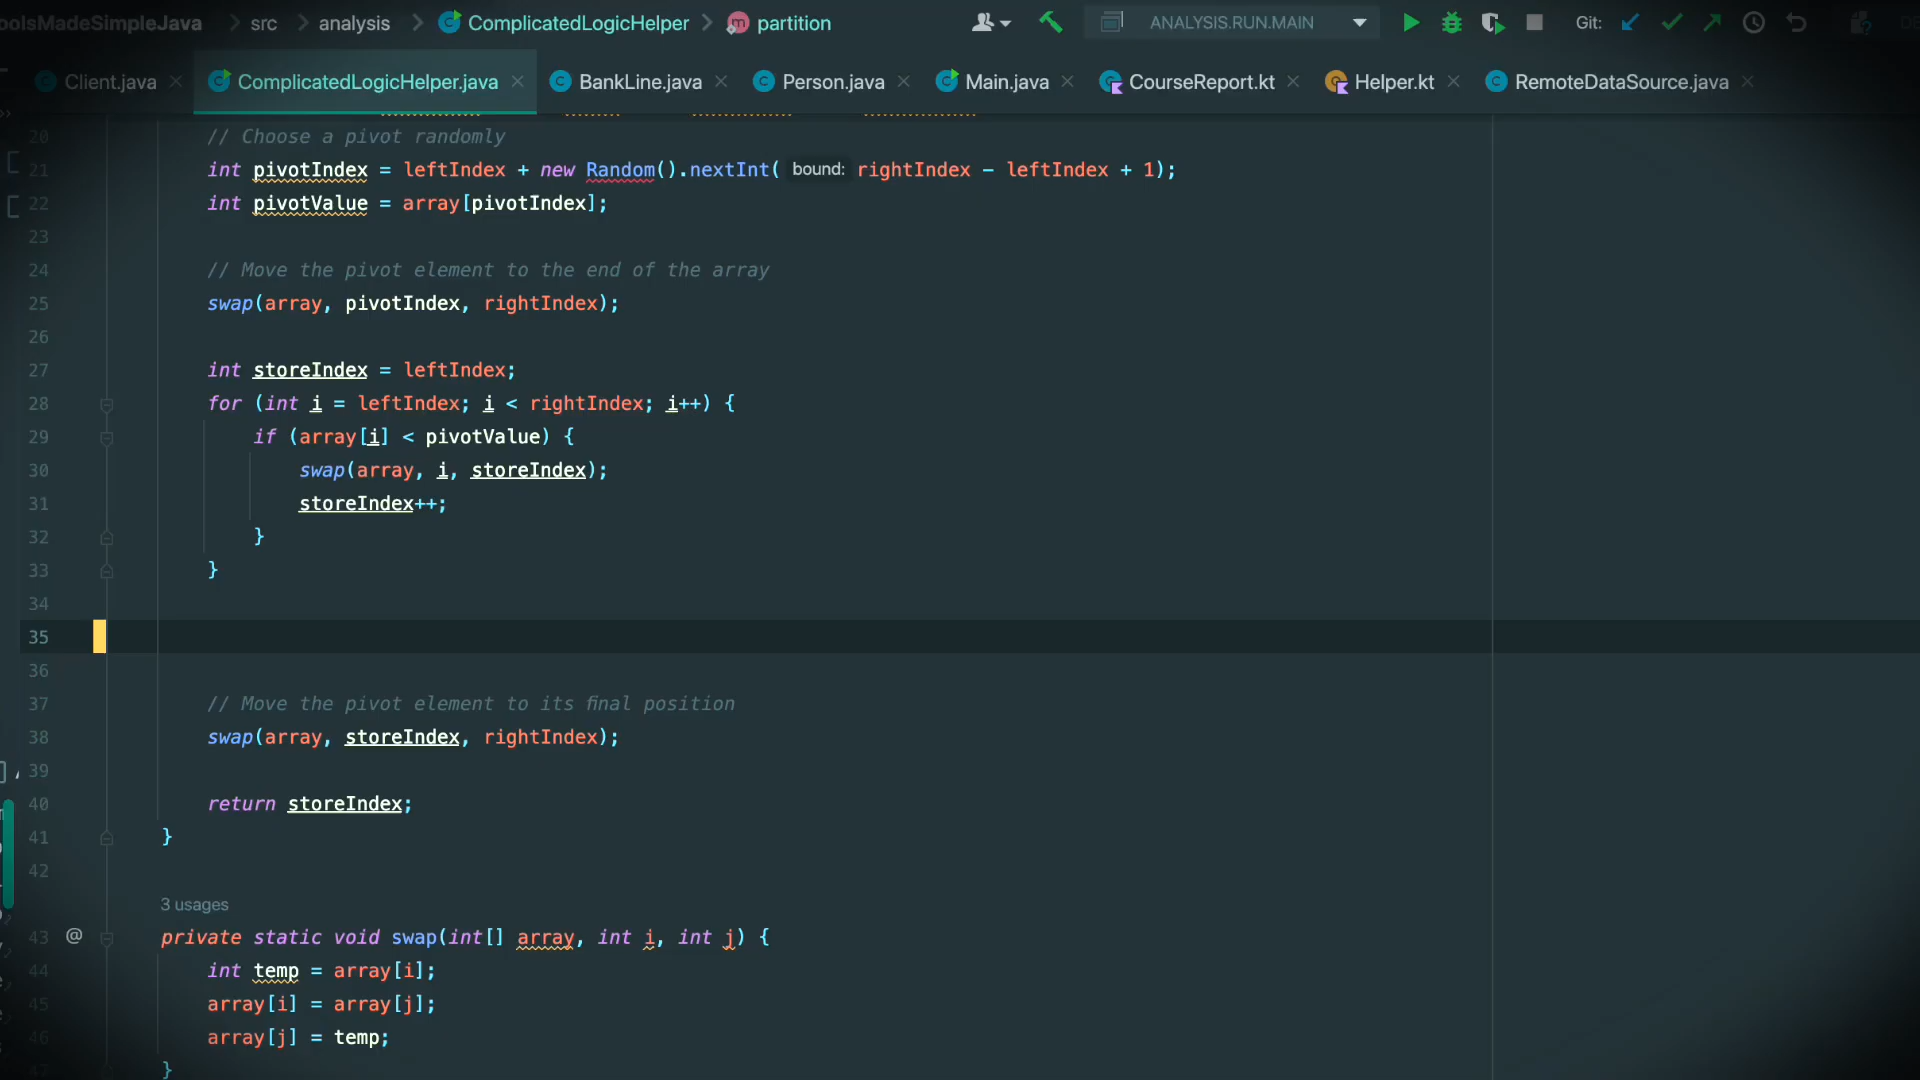 oolsMadeSimpleJava src analysis ComplicatedLogicHelper m partition ANALYSIS.RUN.MAIN Git:
Client.java ComplicatedLogicHelper.java BankLine.java Person.java Main.java CourseReport.kt Helper.kt RemoteDataSource.java
20 // Choose a pivot randomly
21 int pivotIndex = leftIndex + new Random().nextInt( bound: rightIndex - leftIndex + 1);
22 int pivotValue = array[pivotIndex];
23
24 // Move the pivot element to the end of the array
25 swap(array, pivotIndex, rightIndex);
26
27 int storeIndex = leftIndex;
28 for (int i = leftIndex; i < rightIndex; i++) {
29 if (array[i] < pivotValue) {
30 swap(array, i, storeIndex);
31 storeIndex++;
32 }
33 }
34
35
36
37 // Move the pivot element to its final position
38 swap(array, storeIndex, rightIndex);
39
40 return storeIndex;
41 }
42
3 usages
43 @ private static void swap(int[] array, int i, int j) {
44 int temp = array[i];
45 array[i] = array[j];
46 array[j] = temp;
47 }